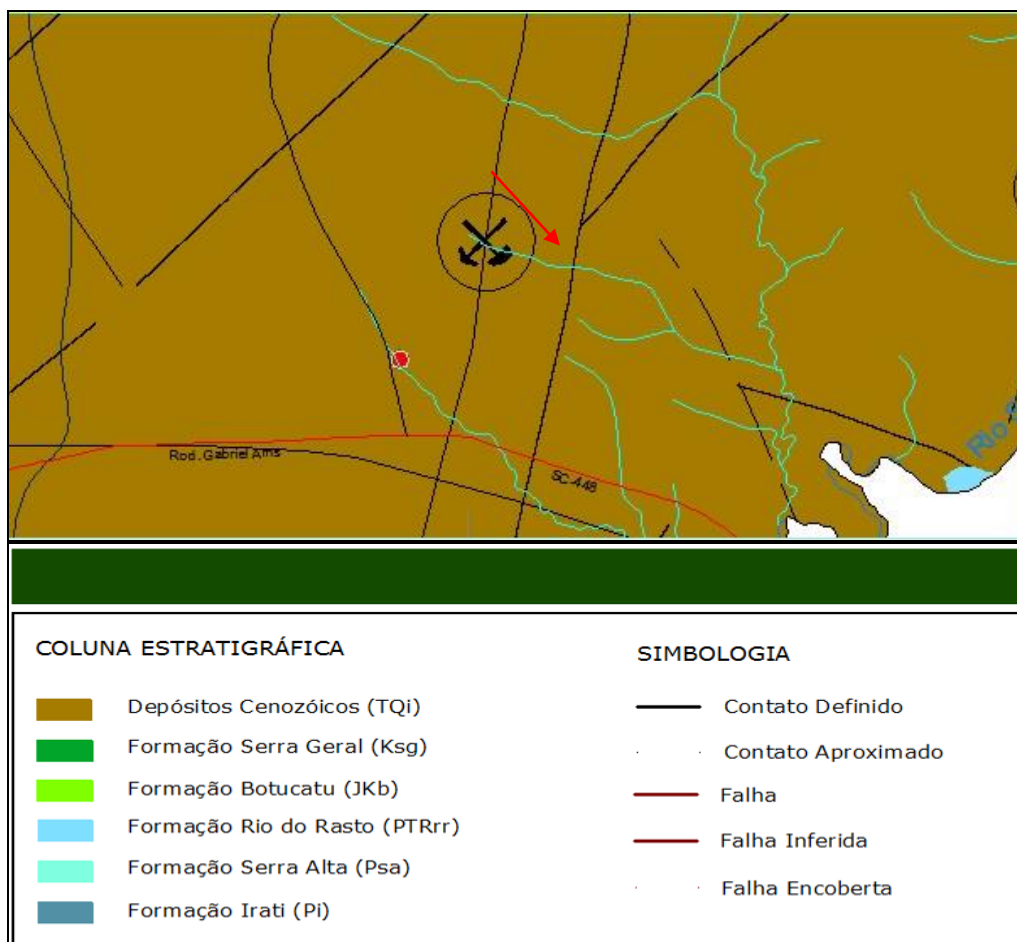 Rod. Gabriel Arns
SC-448
Rio
COLUNA ESTRATIGRÁFICA
Depósitos Cenozóicos (TQi)
Formação Serra Geral (Ksg)
Formação Botucatu (JKb)
Formação Rio do Rasto (PTRrr)
Formação Serra Alta (Psa)
Formação Irati (Pi)
SIMBOLOGIA
Contato Definido
Contato Aproximado
Falha
Falha Inferida
Falha Encoberta